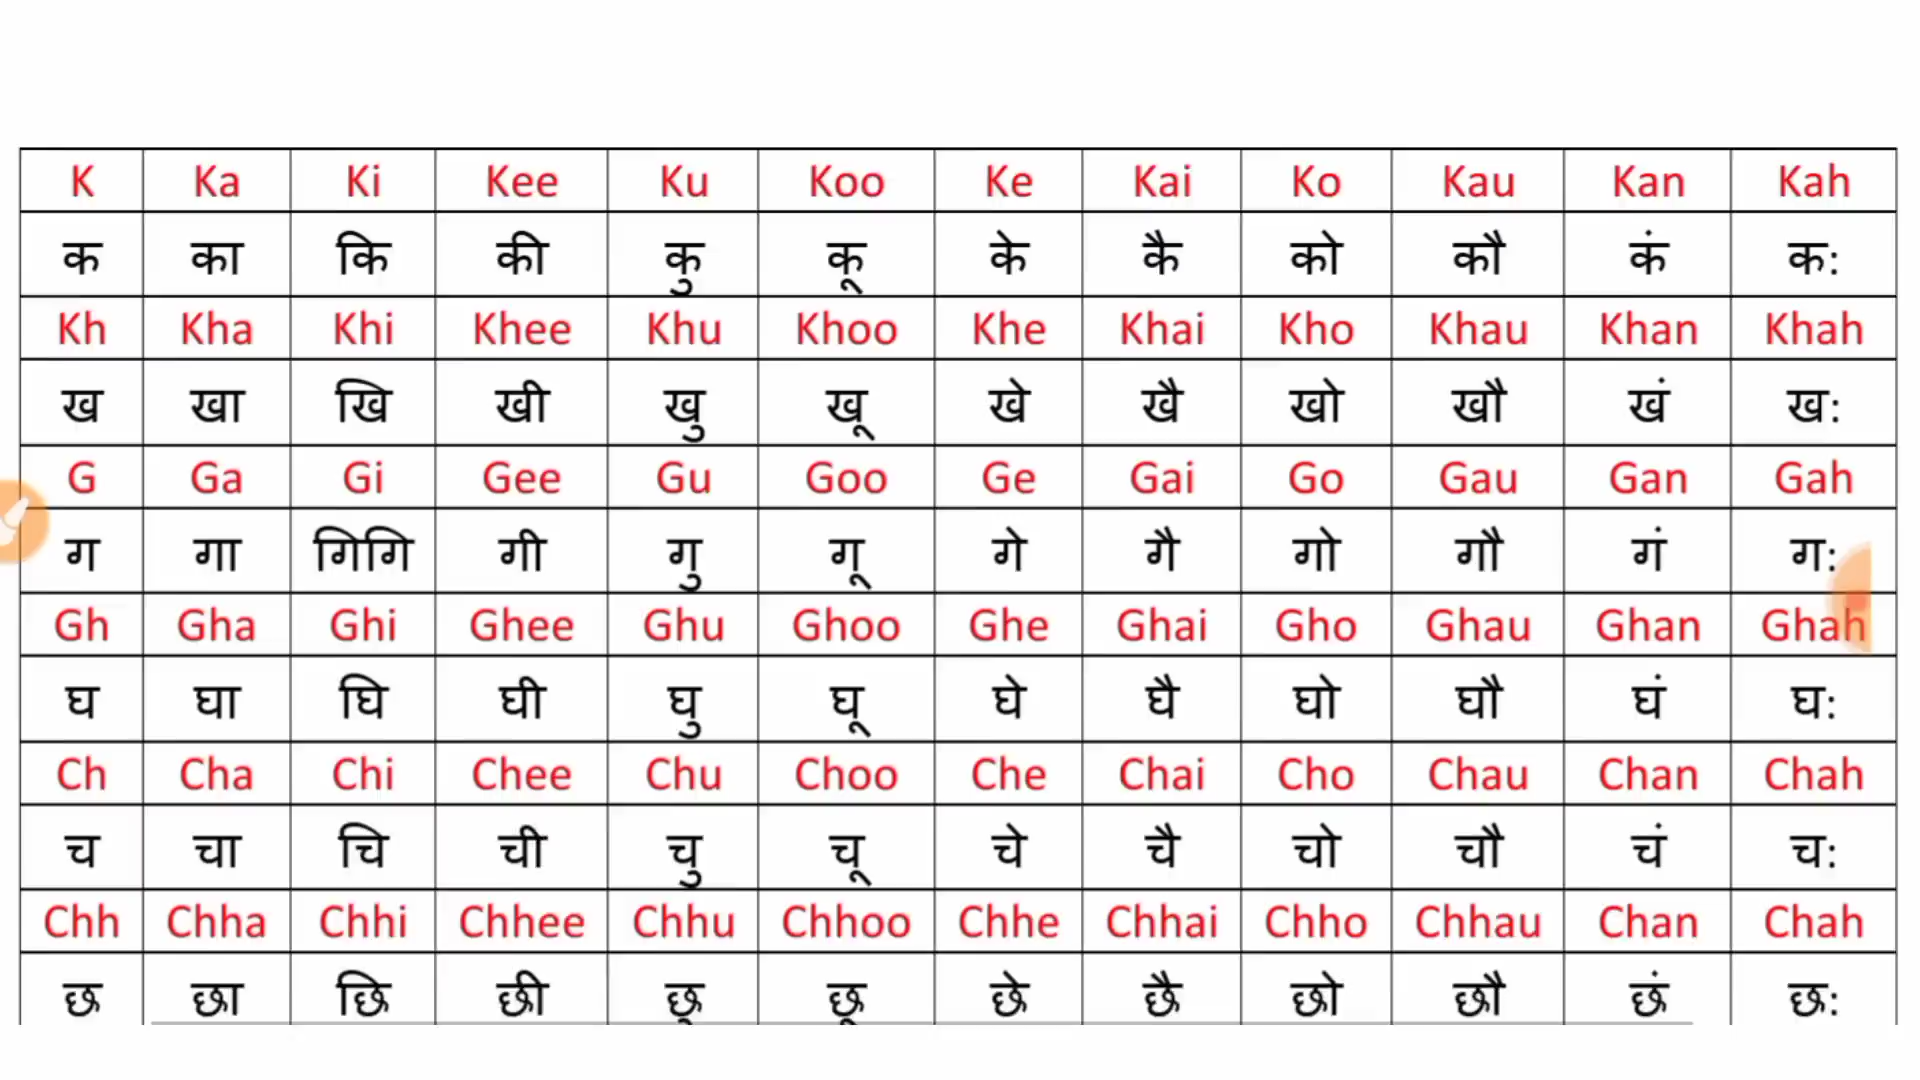 K Ka Ki Kee Ku Koo Ke Kai Ko Kau Kan Kah
क का कि की कु कू के कै को कौ कं क:
Kh Kha Khi Khee Khu Khoo Khe Khai Kho Khau Khan Khah
ख खा खि खी खु खू खे खै खो खौ खं ख:
G Ga Gi Gee Gu Goo Ge Gai Go Gau Gan Gah
ग गा गिगि गी गु गू गे गै गो गौ गं ग:
Gh Gha Ghi Ghee Ghu Ghoo Ghe Ghai Gho Ghau Ghan Ghah
घ घा घि घी घु घू घे घै घो घौ घं घ:
Ch Cha Chi Chee Chu Choo Che Chai Cho Chau Chan Chah
च चा चि ची चु चू चे चै चो चौ चं च:
Chh Chha Chhi Chhee Chhu Chhoo Chhe Chhai Chho Chhau Chan Chah
छ छा छि छी छु छू छे छै छो छौ छं छ: